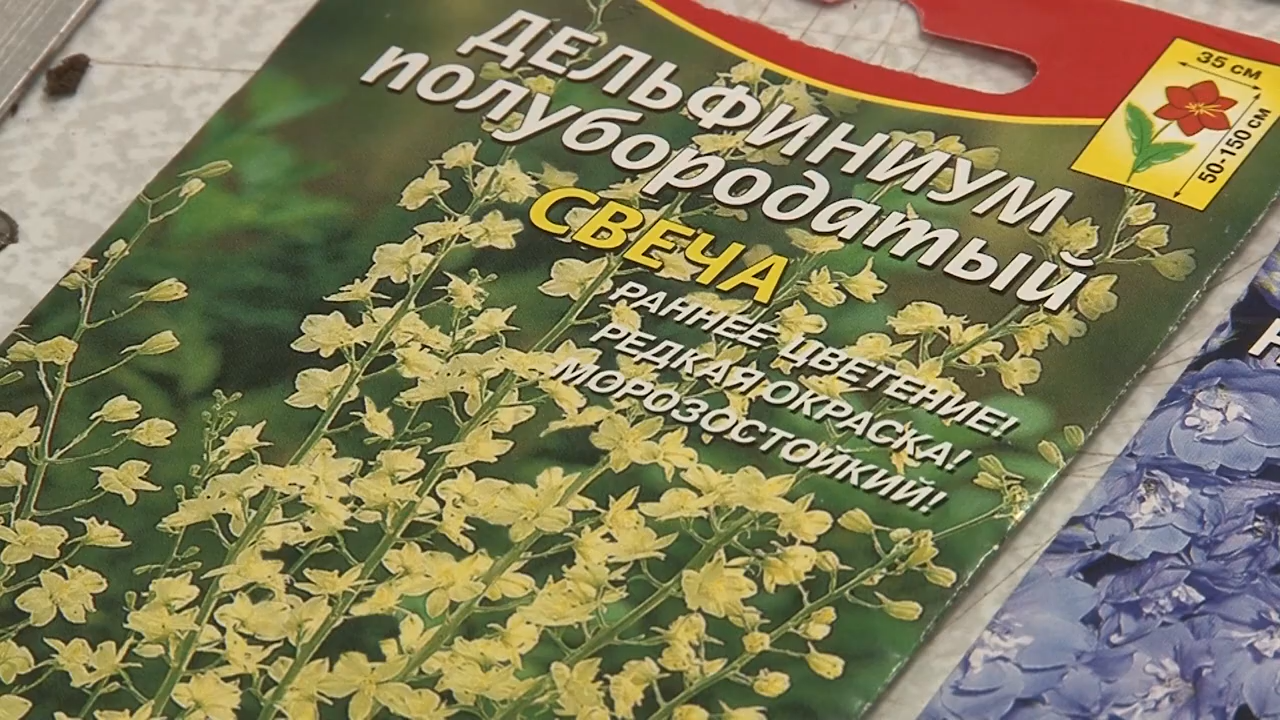 ДЕЛЬФИНИУМ
полубородатый
СВЕЧА
РАННЕЕ ЦВЕТЕНИЕ!
РЕДКАЯ ОКРАСКА!
МОРОЗОСТОЙКИЙ!
35 см
50-150 см